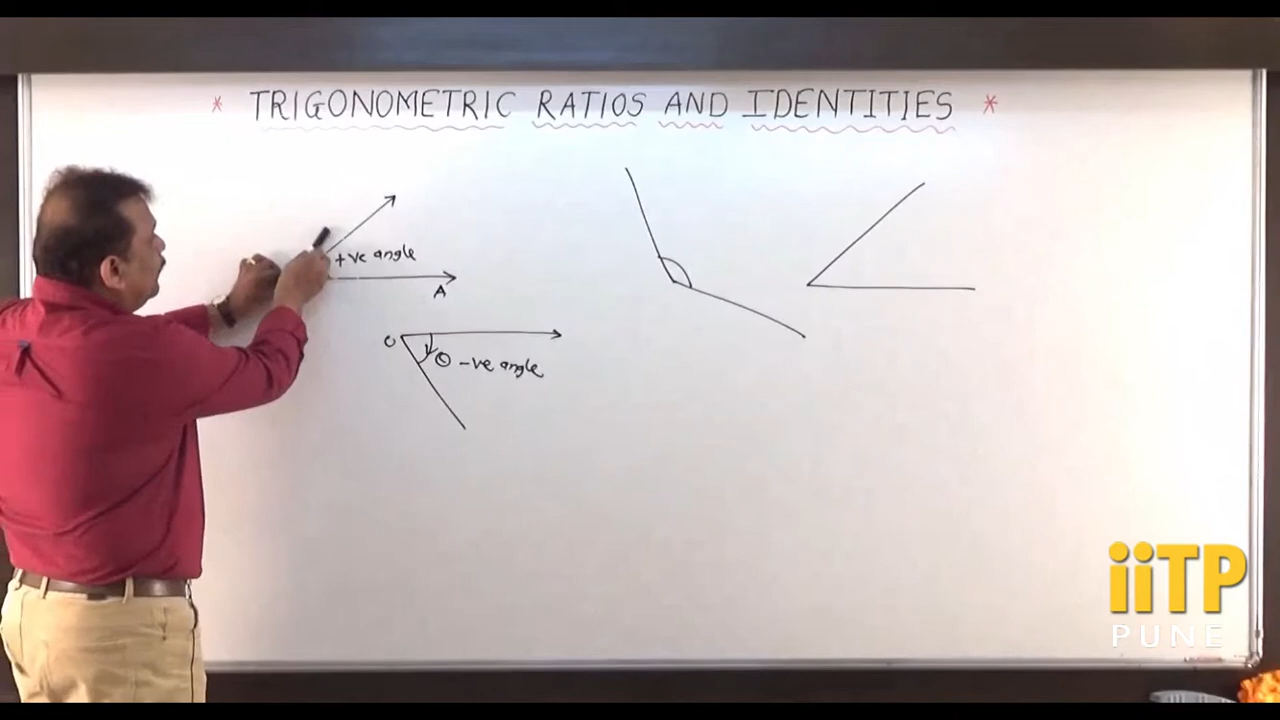 * TRIGONOMETRIC RATIOS AND IDENTITIES *
+ve angle
A
O
θ -ve angle
iiTP
PUNE